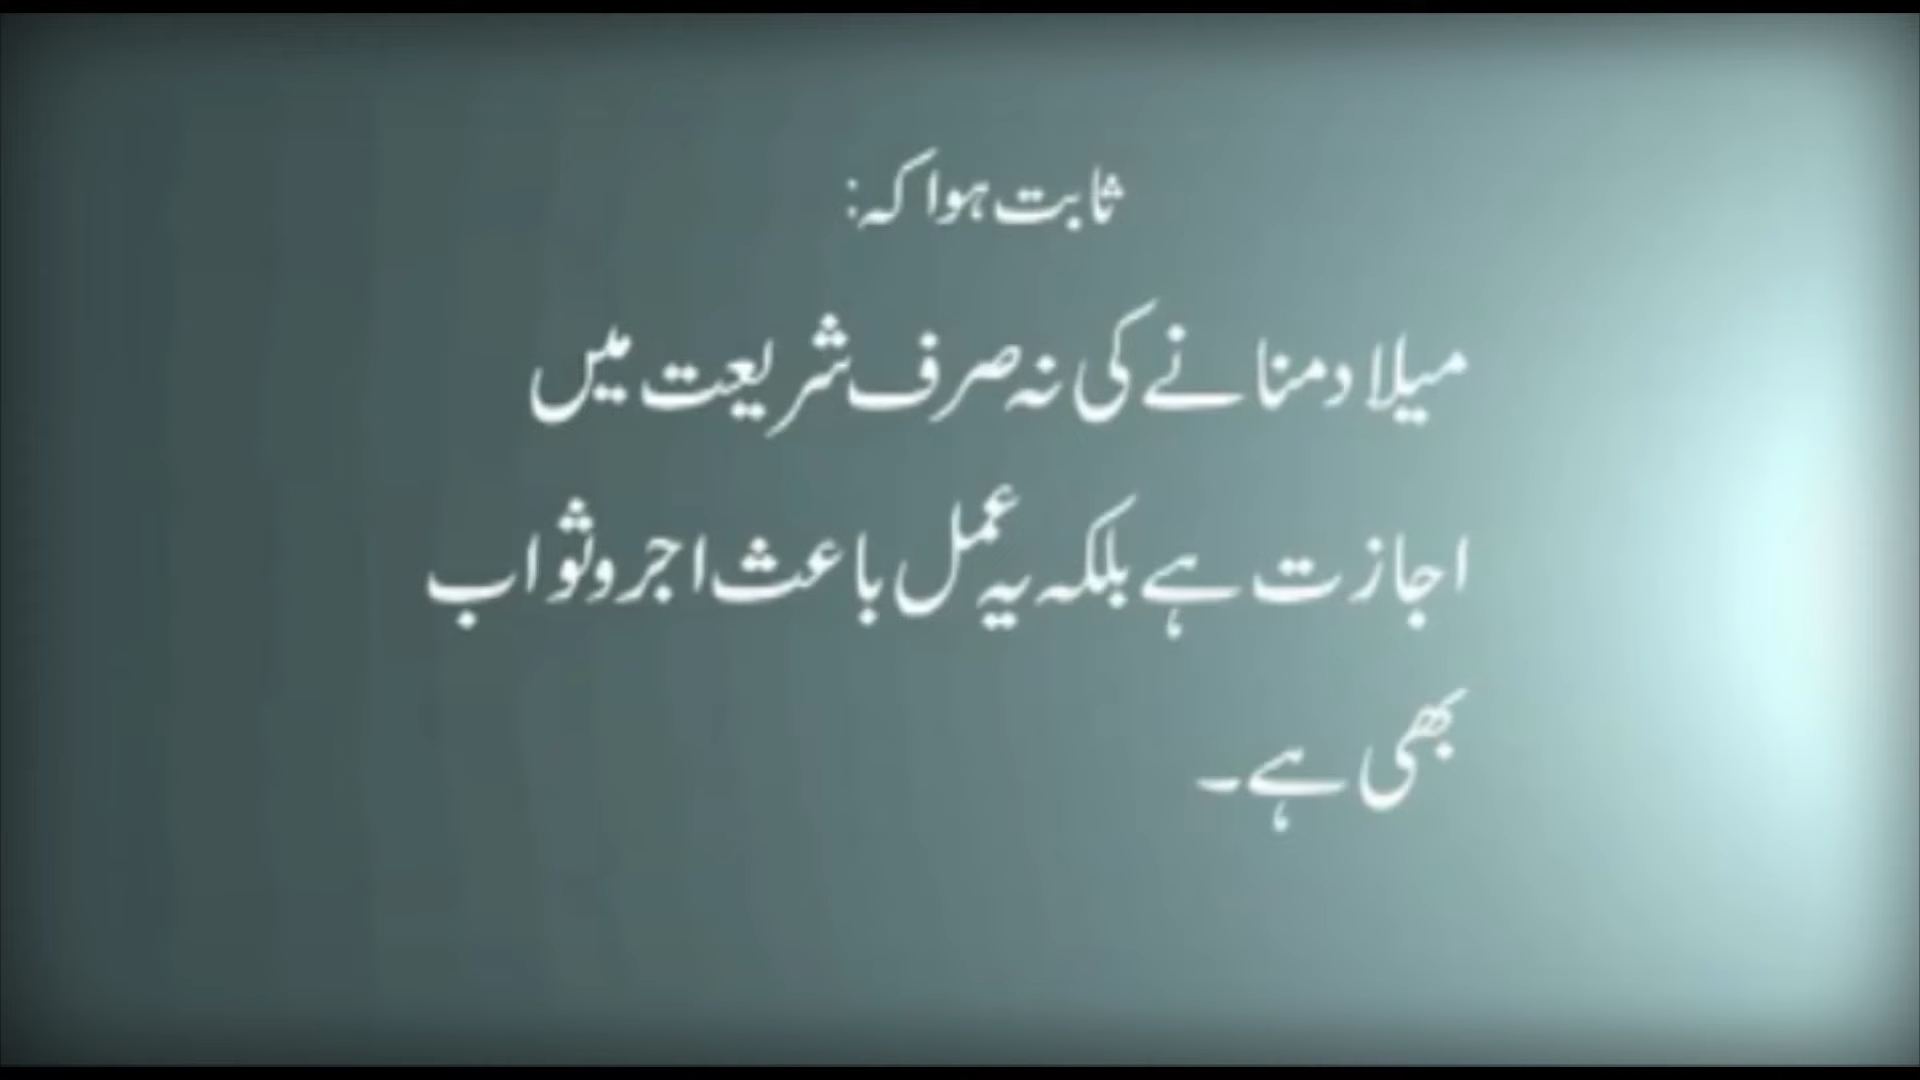 ثابت ہوا کہ:
میلاد منانے کی نہ صرف شریعت میں
اجازت ہے بلکہ یہ عمل باعث اجر و ثواب
بھی ہے۔